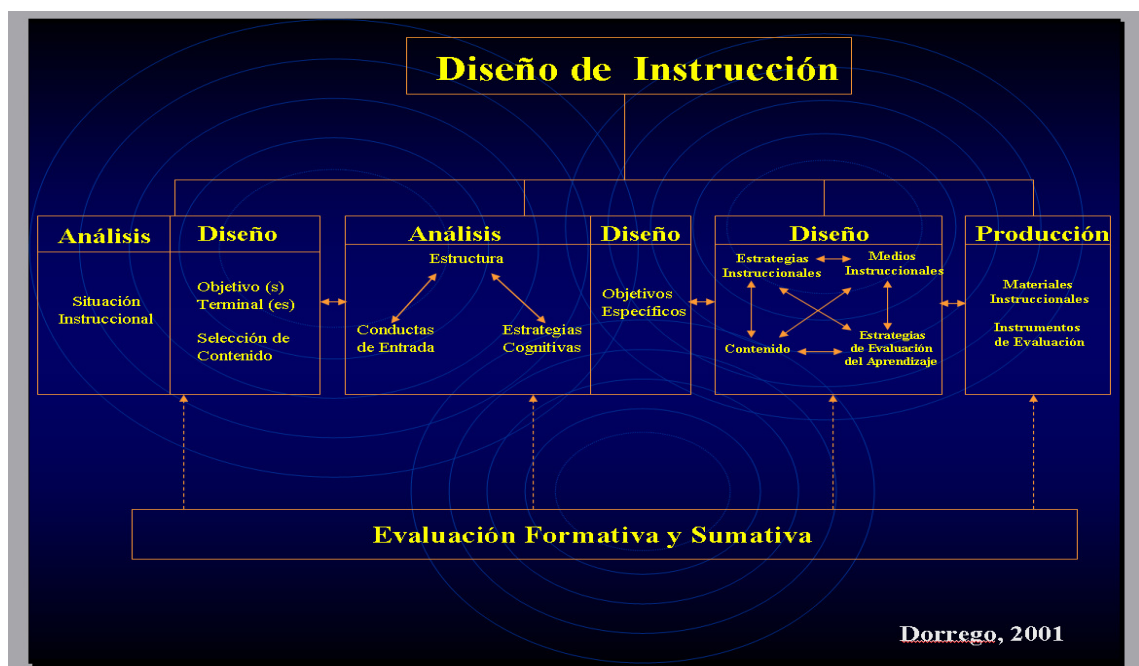 Diseño de Instrucción
Análisis
Situación
Instruccional
Diseño
Objetivo (s)
Terminal (es)
Selección de
Contenido
Análisis
Estructura
Conductas
de Entrada
Estrategias
Cognitivas
Diseño
Objetivos
Específicos
Diseño
Estrategias
Instruccionales
Medios
Instruccionales
Contenido
Estrategias
de Evaluación
del Aprendizaje
Producción
Materiales
Instruccionales
Instrumentos
de Evaluación
Evaluación Formativa y Sumativa
Dorrego, 2001